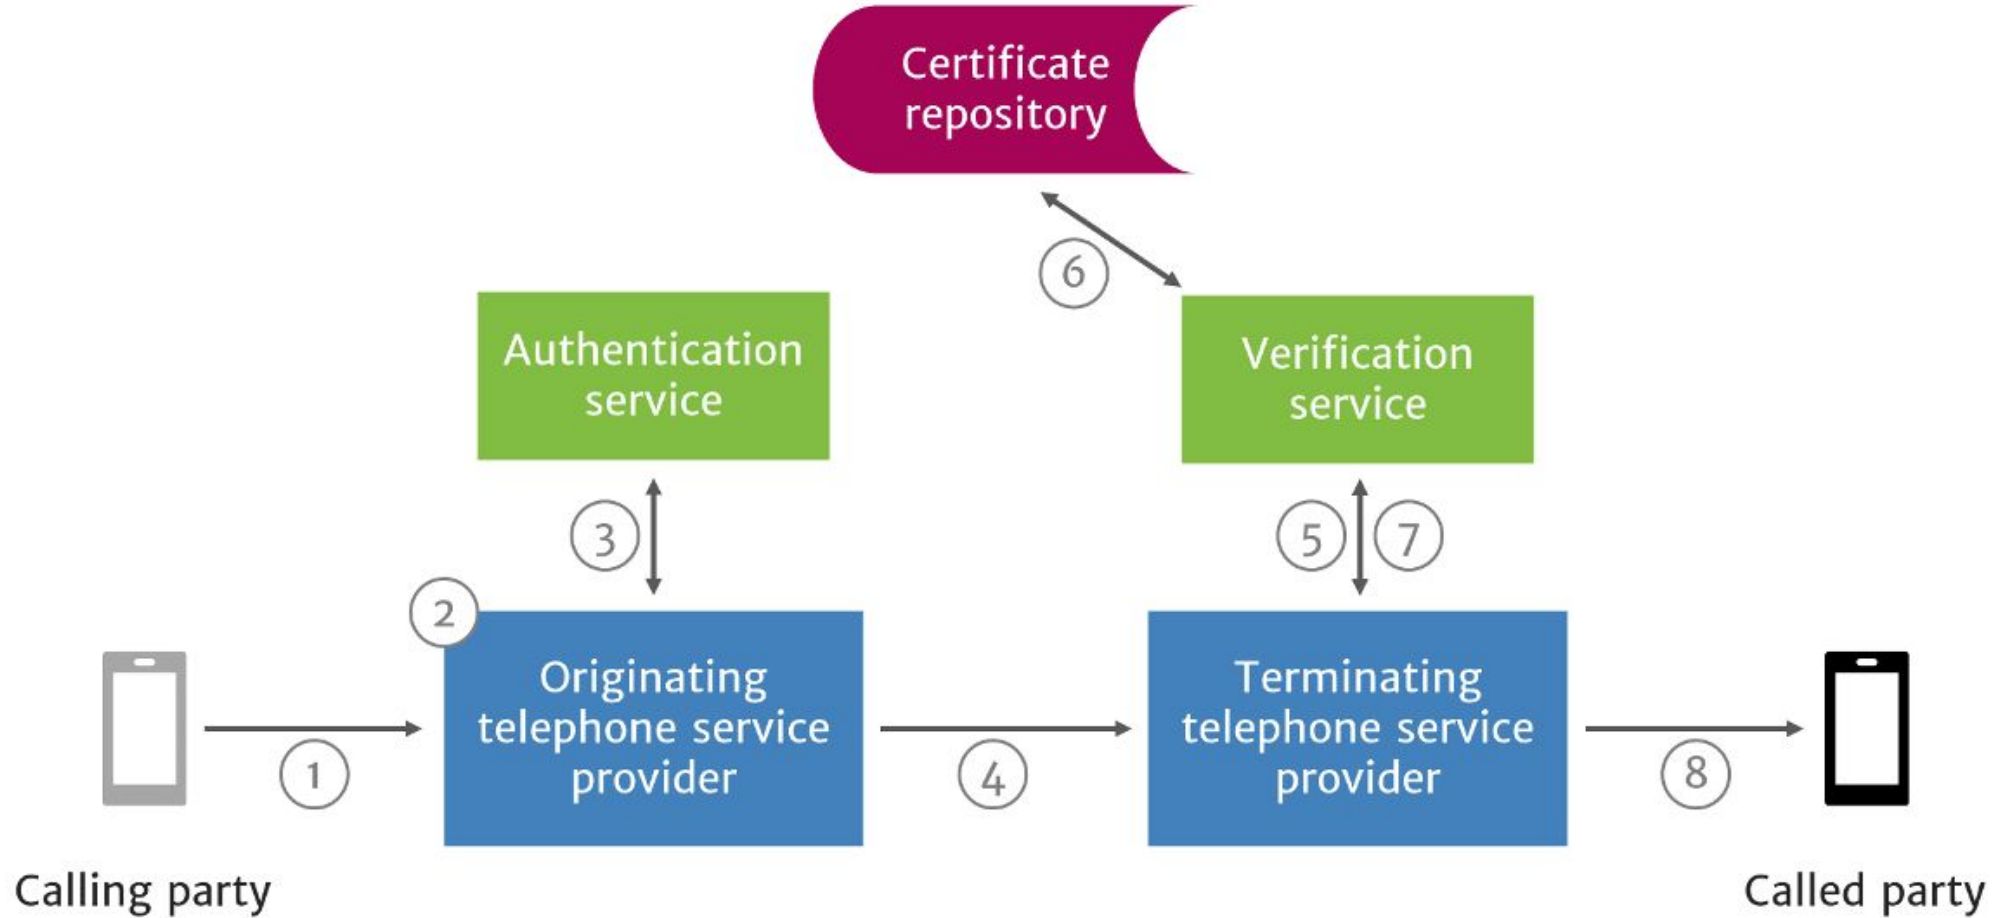 Certificate
repository
6
Authentication
service
Verification
service
3
5
7
2
Originating
telephone service
provider
Terminating
telephone service
provider
1
4
8
Calling party
Called party